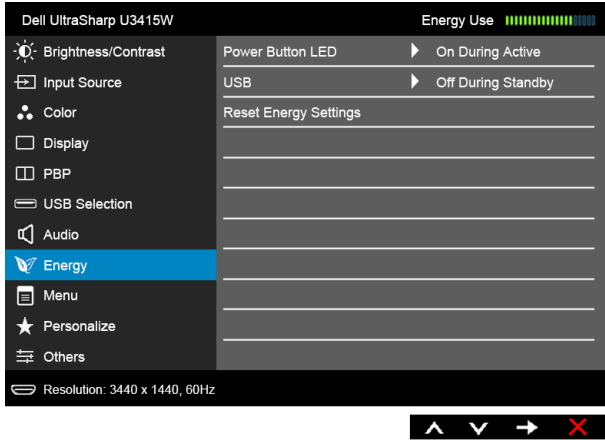 Dell UltraSharp U3415W
Energy Use
Brightness/Contrast
Input Source
Color
Display
PBP
USB Selection
Audio
Energy
Menu
Personalize
Others
Power Button LED On During Active
USB Off During Standby
Reset Energy Settings
Resolution: 3440 x 1440, 60Hz